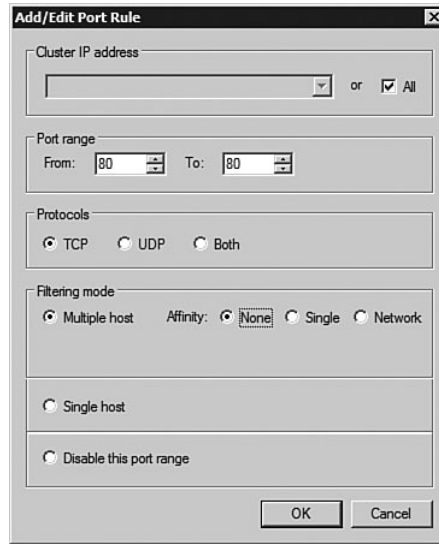 Add/Edit Port Rule
Cluster IP address
or All
Port range
From: 80 To: 80
Protocols
TCP UDP Both
Filtering mode
Multiple host Affinity: None Single Network
Single host
Disable this port range
OK Cancel